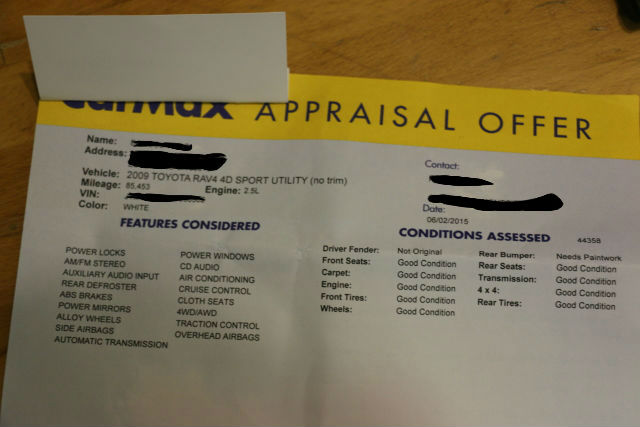 CarMax APPRAISAL OFFER
Name:
Address:
Vehicle: 2009 TOYOTA RAV4 4D SPORT UTILITY (no trim)
Mileage: 85,453 Engine: 2.5L
VIN:
Color: WHITE
Contact:
Date:
06/02/2015
FEATURES CONSIDERED
POWER LOCKS
AM/FM STEREO
AUXILIARY AUDIO INPUT
REAR DEFROSTER
ABS BRAKES
POWER MIRRORS
ALLOY WHEELS
SIDE AIRBAGS
AUTOMATIC TRANSMISSION
POWER WINDOWS
CD AUDIO
AIR CONDITIONING
CRUISE CONTROL
CLOTH SEATS
4WD/AWD
TRACTION CONTROL
OVERHEAD AIRBAGS
CONDITIONS ASSESSED 44358
Driver Fender: Not Original
Front Seats: Good Condition
Carpet: Good Condition
Engine: Good Condition
Front Tires: Good Condition
Wheels: Good Condition
Rear Bumper: Needs Paintwork
Rear Seats: Good Condition
Transmission: Good Condition
4 x 4: Good Condition
Rear Tires: Good Condition